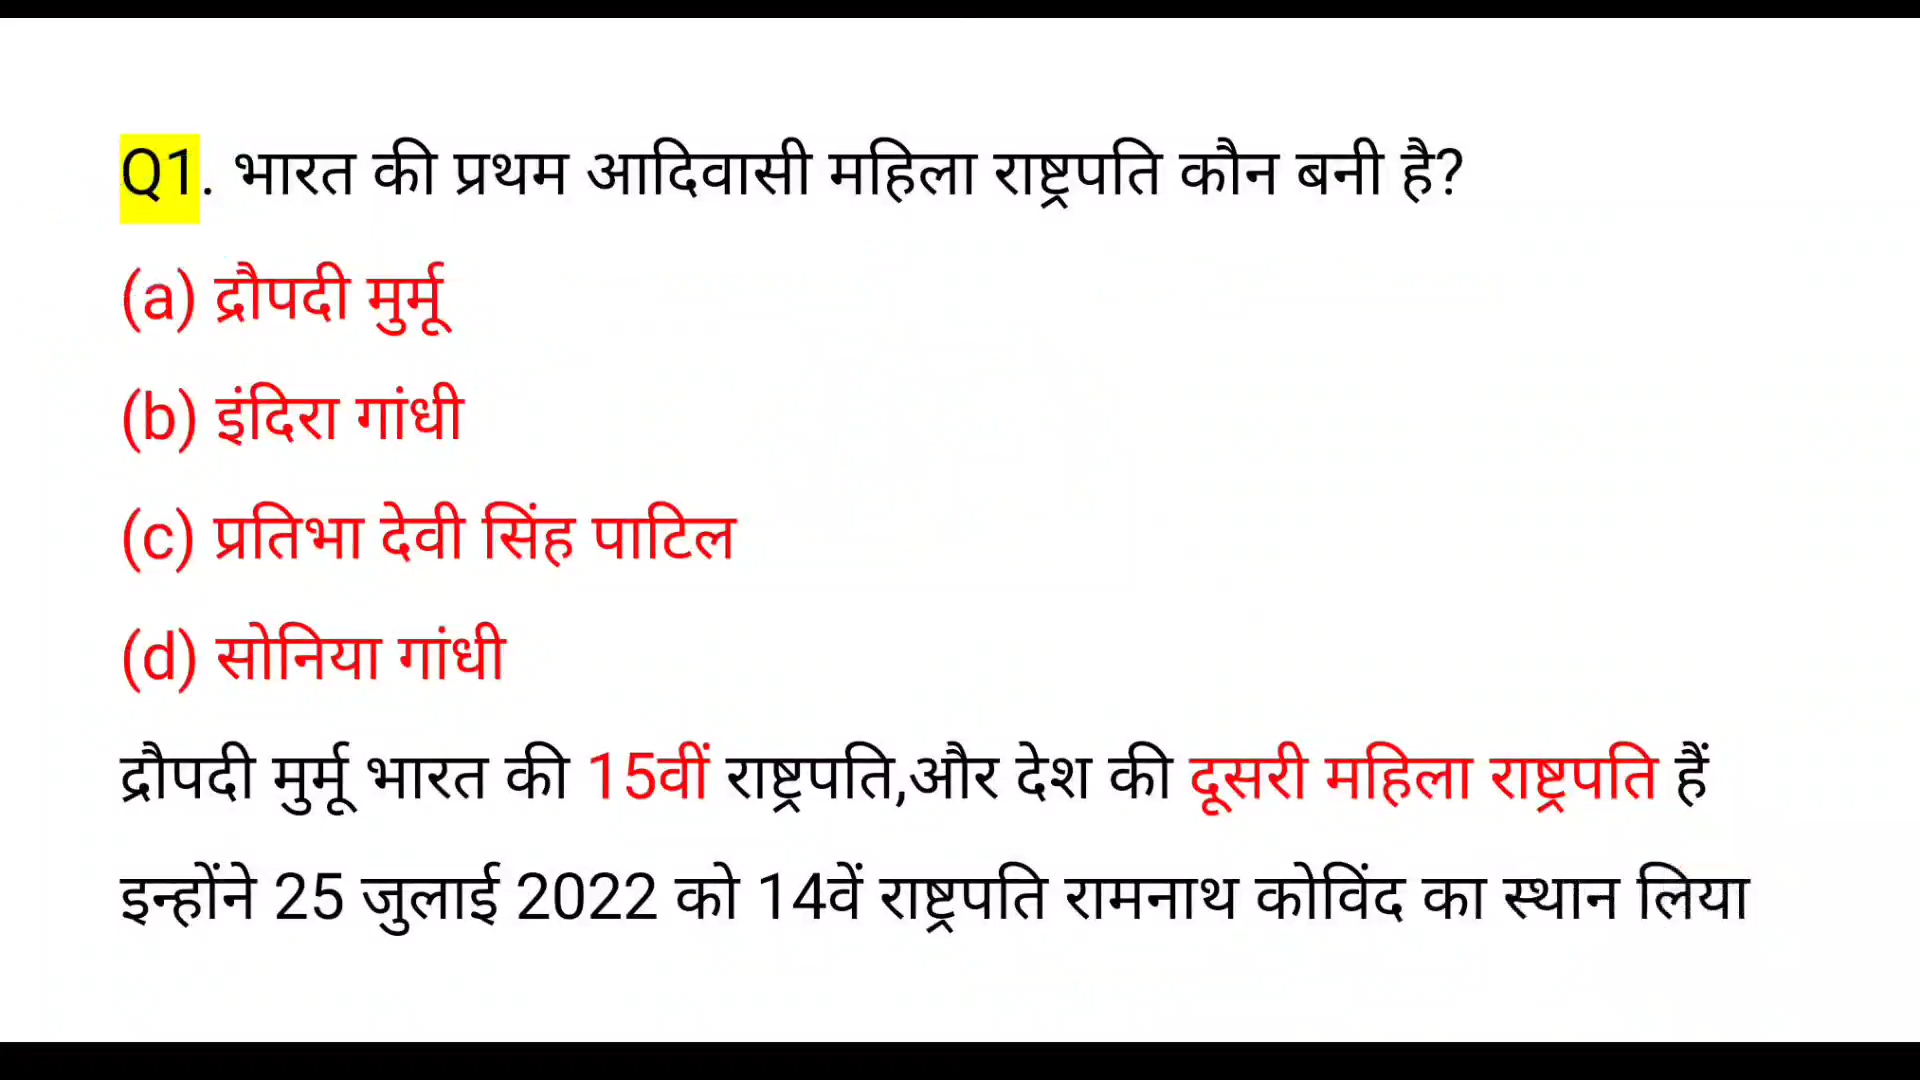 Q1. भारत की प्रथम आदिवासी महिला राष्ट्रपति कौन बनी है?
(a) द्रौपदी मुर्मू
(b) इंदिरा गांधी
(c) प्रतिभा देवी सिंह पाटिल
(d) सोनिया गांधी
द्रौपदी मुर्मू भारत की 15वीं राष्ट्रपति,और देश की दूसरी महिला राष्ट्रपति हैं
इन्होंने 25 जुलाई 2022 को 14वें राष्ट्रपति रामनाथ कोविंद का स्थान लिया